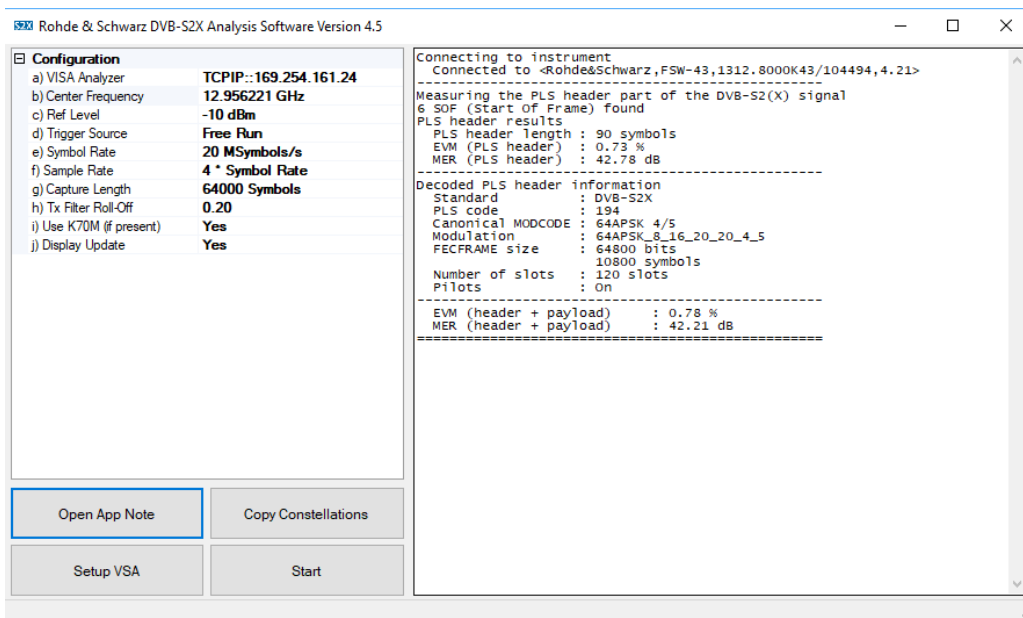 S2X Rohde & Schwarz DVB-S2X Analysis Software Version 4.5
Configuration
a) VISA Analyzer TCPIP::169.254.161.24
b) Center Frequency 12.956221 GHz
c) Ref Level -10 dBm
d) Trigger Source Free Run
e) Symbol Rate 20 MSymbols/s
f) Sample Rate 4 * Symbol Rate
g) Capture Length 64000 Symbols
h) Tx Filter Roll-Off 0.20
i) Use K70M (if present) Yes
j) Display Update Yes
Open App Note
Copy Constellations
Setup VSA
Start
Connecting to instrument
Connected to <Rohde&Schwarz,FSW-43,1312.8000K43/104494,4.21>
--------------------------------------------------
Measuring the PLS header part of the DVB-S2(X) signal
6 SOF (Start Of Frame) found
PLS header results
PLS header length : 90 symbols
EVM (PLS header) : 0.73 %
MER (PLS header) : 42.78 dB
--------------------------------------------------
Decoded PLS header information
Standard : DVB-S2X
PLS code : 194
Canonical MODCODE : 64APSK 4/5
Modulation : 64APSK_8_16_20_20_4_5
FECFRAME size : 64800 bits
10800 symbols
Number of slots : 120 slots
Pilots : On
--------------------------------------------------
EVM (header + payload) : 0.78 %
MER (header + payload) : 42.21 dB
==================================================